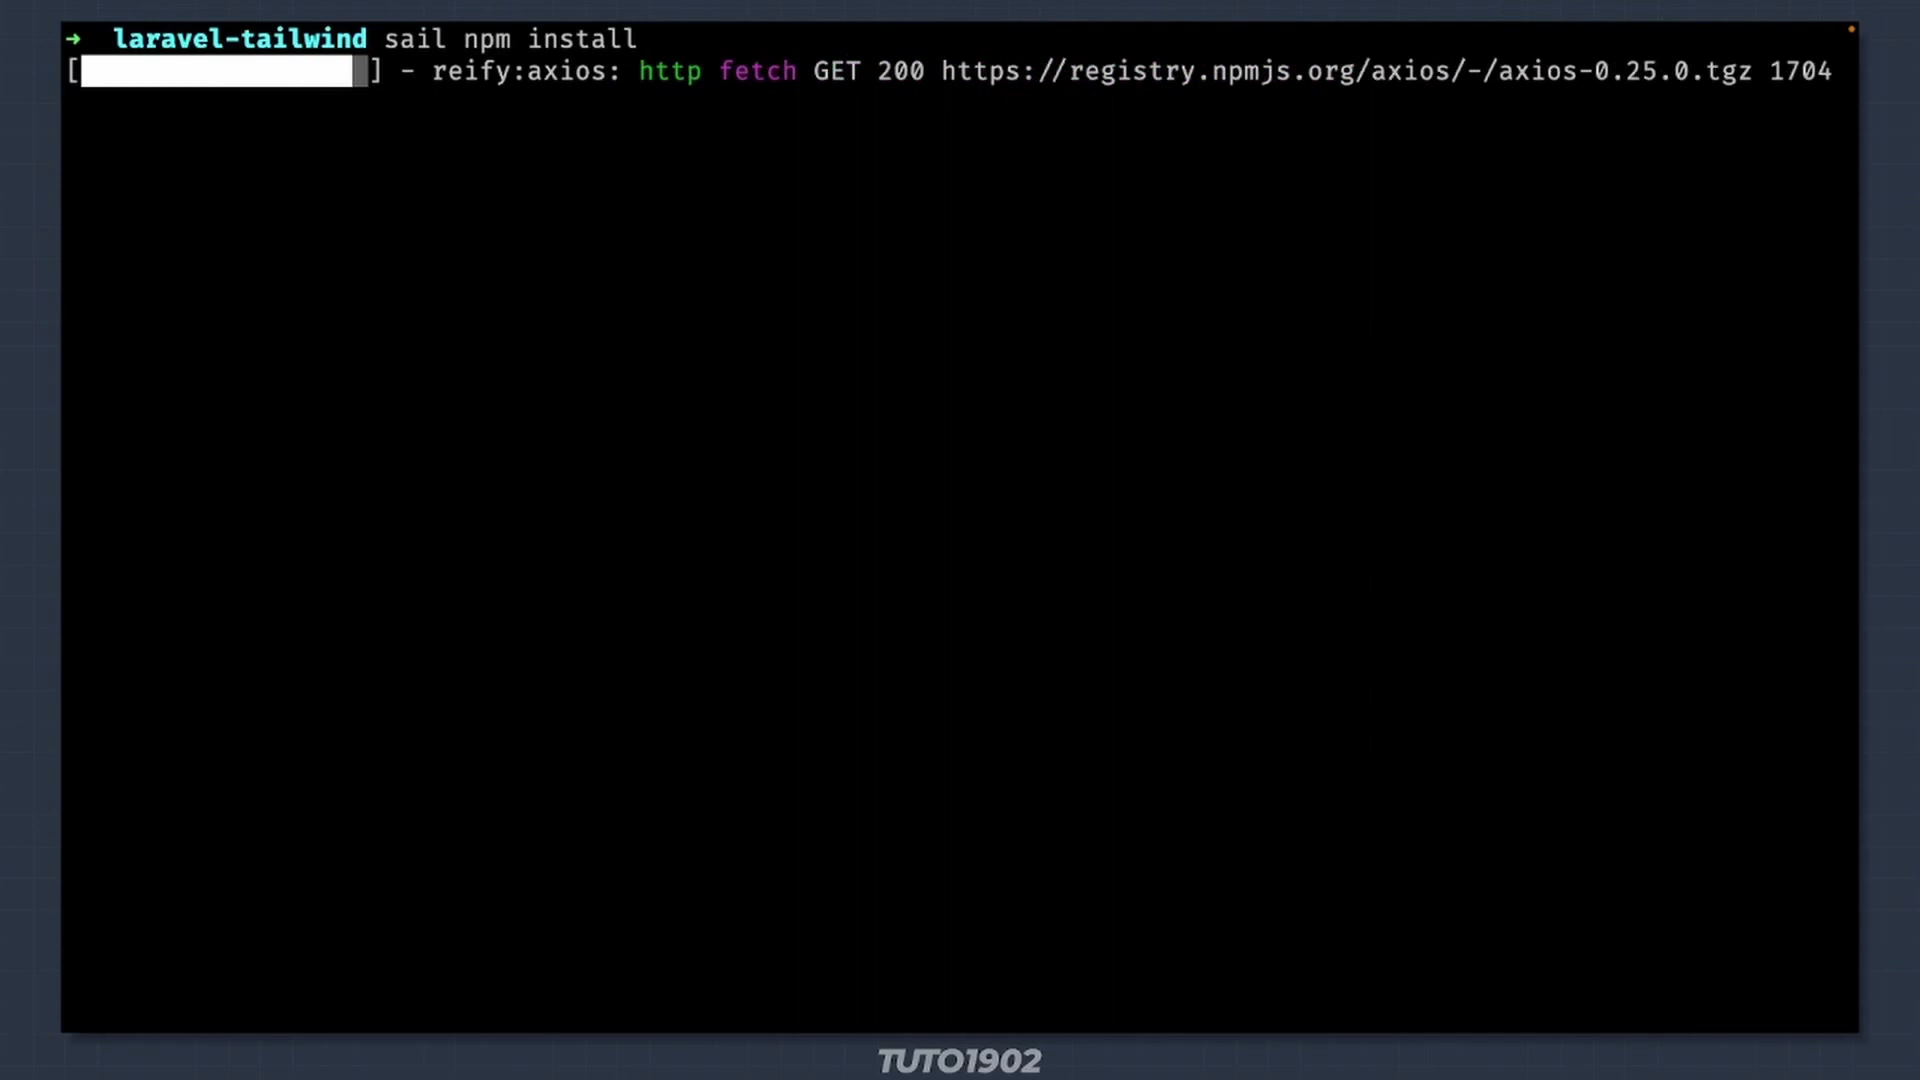 ➜ laravel-tailwind sail npm install
[] - reify:axios: http fetch GET 200 https://registry.npmjs.org/axios/-/axios-0.25.0.tgz 1704
TUTO1902